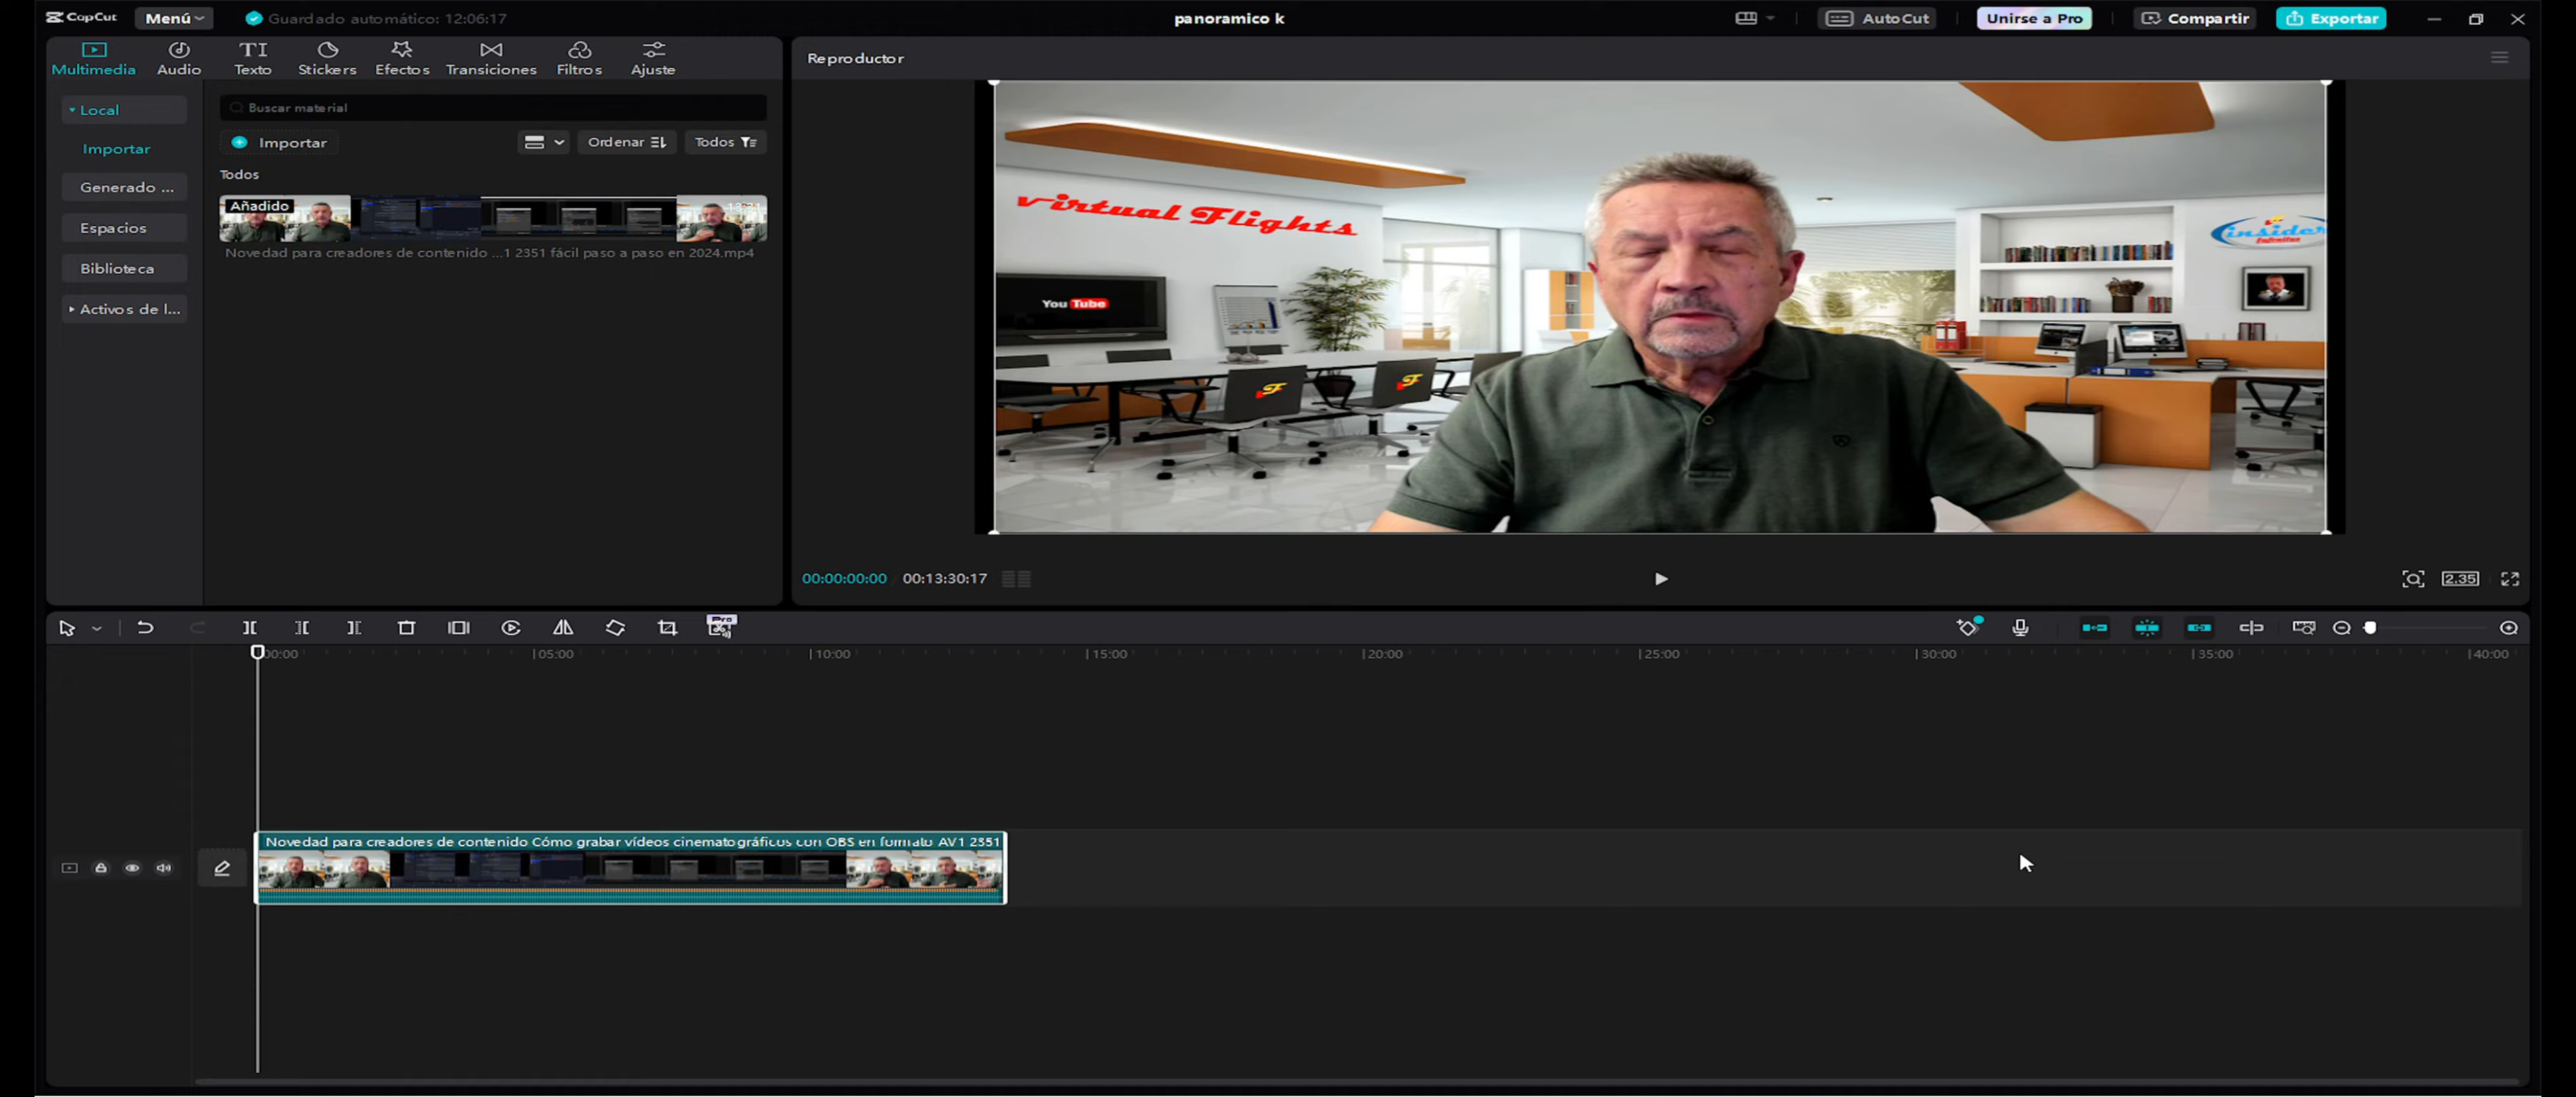 CapCut
Menú
Guardado automático: 12:06:17
panoramico k
AutoCut
Unirse a Pro
Compartir
Exportar
Multimedia
Audio
TI
Texto
Stickers
Efectos
Transiciones
Filtros
Ajuste
Reproductor
Local
Importar
Generado ...
Espacios
Biblioteca
Activos de l...
Buscar material
Importar
Ordenar
Todos
Todos
Añadido
Novedad para creadores de contenido ...1 2351 fácil paso a paso en 2024.mp4
Virtual Flights
YouTube
insider
00:00:00:00
00:13:30:17
2.35
Pro
00:00
05:00
10:00
15:00
20:00
25:00
30:00
35:00
40:00
Novedad para creadores de contenido Cómo grabar vídeos cinematográficos con OBS en formato AV1 2351